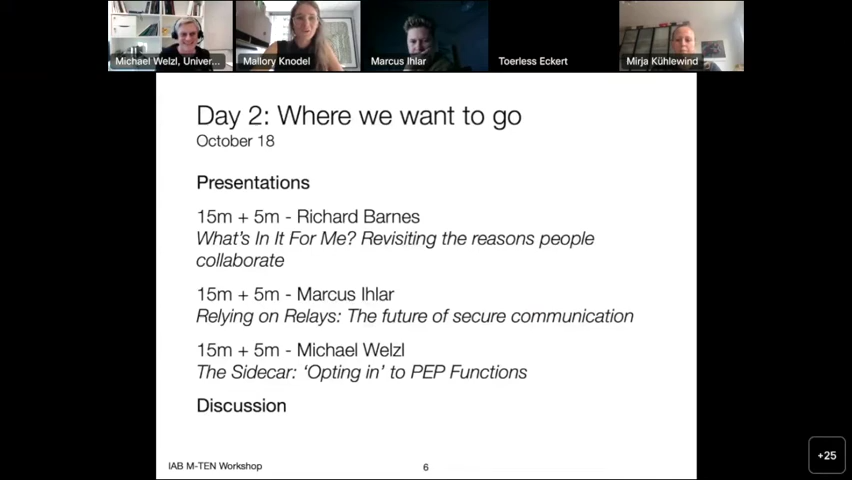 Michael Welzl, Univer...
Mallory Knodel
Marcus Ihlar
Toerless Eckert
Mirja Kühlewind
Day 2: Where we want to go
October 18
Presentations
15m + 5m - Richard Barnes
What's In It For Me? Revisiting the reasons people
collaborate
15m + 5m - Marcus Ihlar
Relying on Relays: The future of secure communication
15m + 5m - Michael Welzl
The Sidecar: ‘Opting in’ to PEP Functions
Discussion
IAB M-TEN Workshop
6
+25